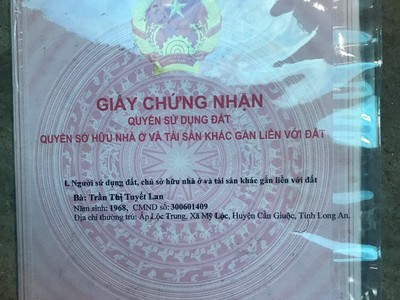 GIẤY CHỨNG NHẬN
QUYỀN SỬ DỤNG ĐẤT
QUYỀN SỞ HỮU NHÀ Ở VÀ TÀI SẢN KHÁC GẮN LIỀN VỚI ĐẤT
I. Người sử dụng đất, chủ sở hữu nhà ở và tài sản khác gắn liền với đất
Bà: Trần Thị Tuyết Lan
Năm sinh: 1968, CMND số: 300601409
Địa chỉ thường trú: Ấp Lộc Trung, Xã Mỹ Lộc, Huyện Cần Giuộc, Tỉnh Long An.